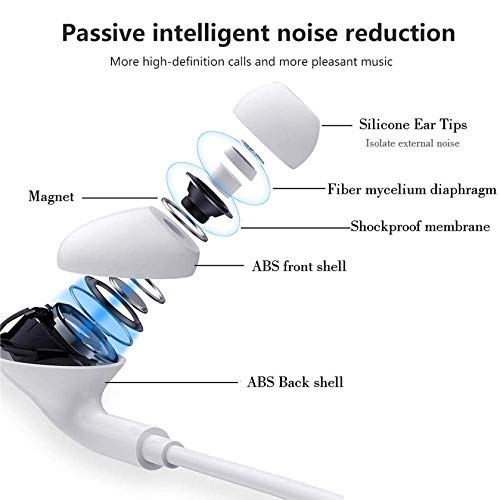 Passive intelligent noise reduction
More high-definition calls and more pleasant music
Silicone Ear Tips
Isolate external noise
Magnet
Fiber mycelium diaphragm
Shockproof membrane
ABS front shell
ABS Back shell